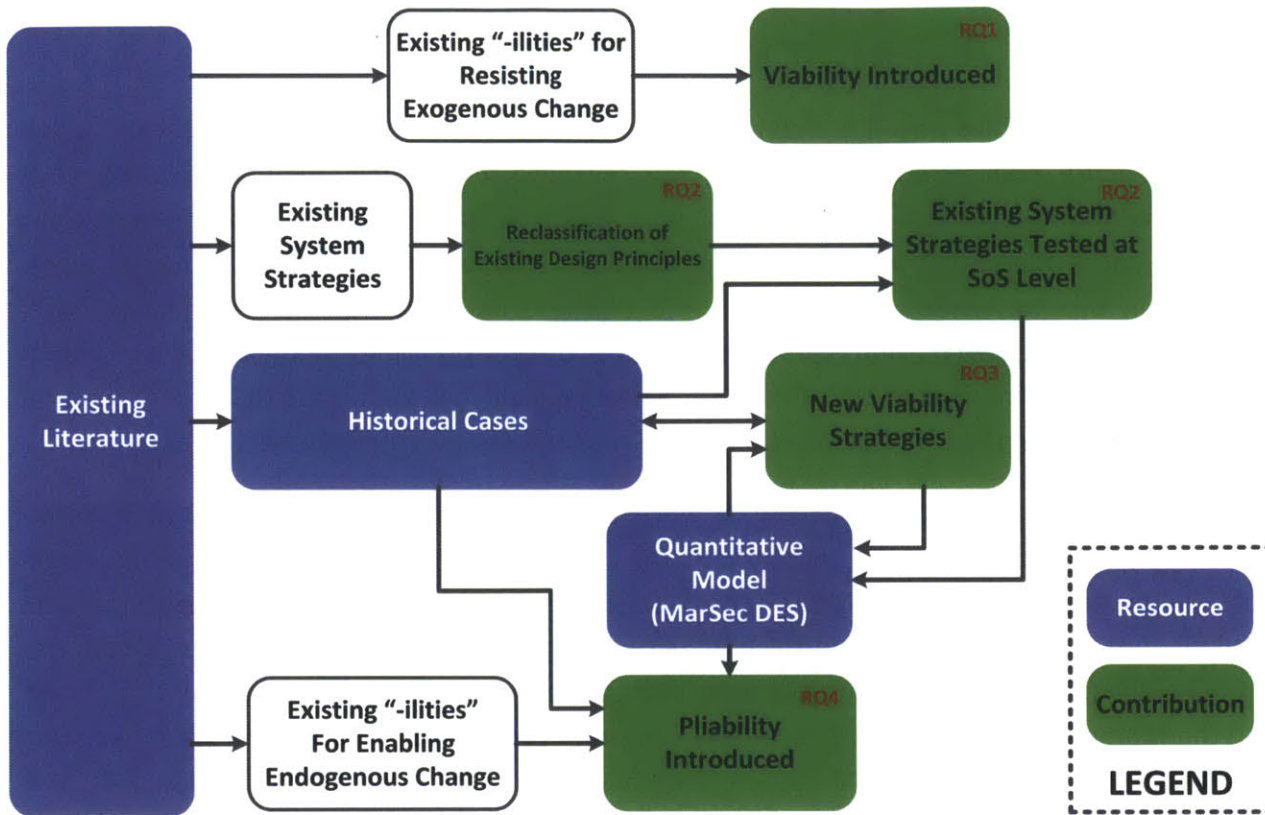 Existing "-ilities" for
Resisting
Exogenous Change
RQ1
Viability Introduced
Existing
System
Strategies
RQ2
Reclassification of
Existing Design Principles
RQ2
Existing System
Strategies Tested at
SoS Level
Existing
Literature
Historical Cases
RQ3
New Viability
Strategies
Quantitative
Model
(MarSec DES)
Existing "-ilities"
For Enabling
Endogenous Change
RQ4
Pliability
Introduced
Resource
Contribution
LEGEND